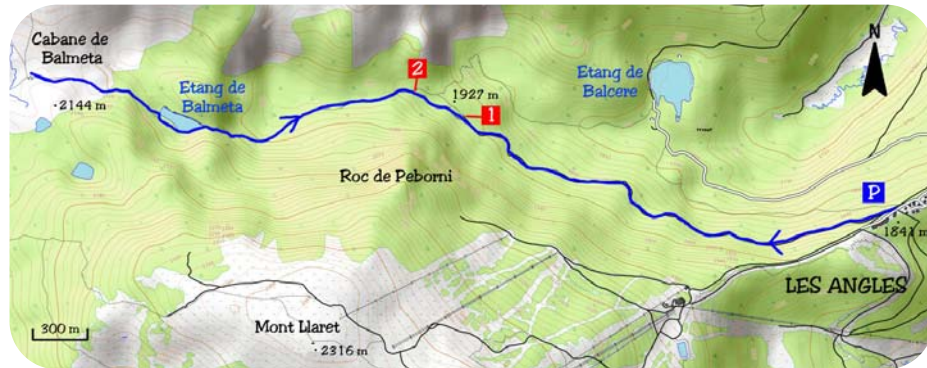 Cabane de
Balmeta
2144 m
Etang de
Balmeta
2
1927 m
1
Etang de
Balcere
N
Roc de Peborni
P
1841 m
LES ANGLES
300 m
Mont Llaret
2316 m